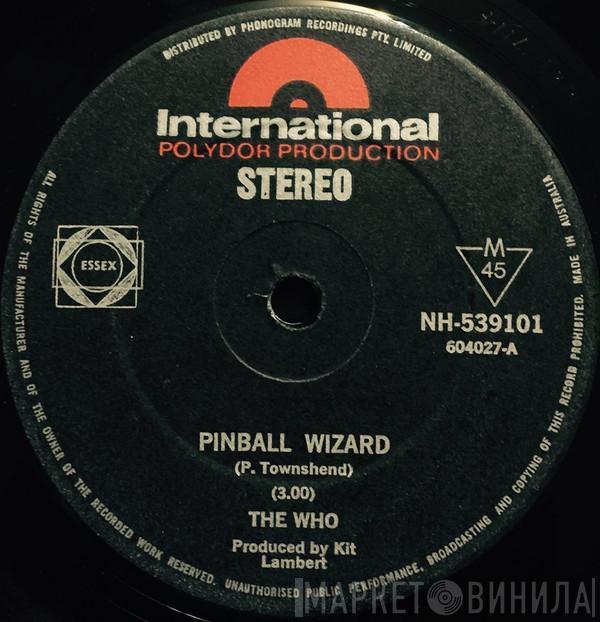 DISTRIBUTED BY PHONOGRAM RECORDINGS PTY. LIMITED
International
POLYDOR PRODUCTION
STEREO
ESSEX
M
45
NH-539101
604027-A
PINBALL WIZARD
(P. Townshend)
(3.00)
THE WHO
Produced by Kit
Lambert
ALL RIGHTS OF THE MANUFACTURER AND OF THE OWNER OF THE RECORDED WORK RESERVED. UNAUTHORISED PUBLIC PERFORMANCE, BROADCASTING AND COPYING OF THIS RECORD PROHIBITED. MADE IN AUSTRALIA
МАРКЕТ ВИНИЛА